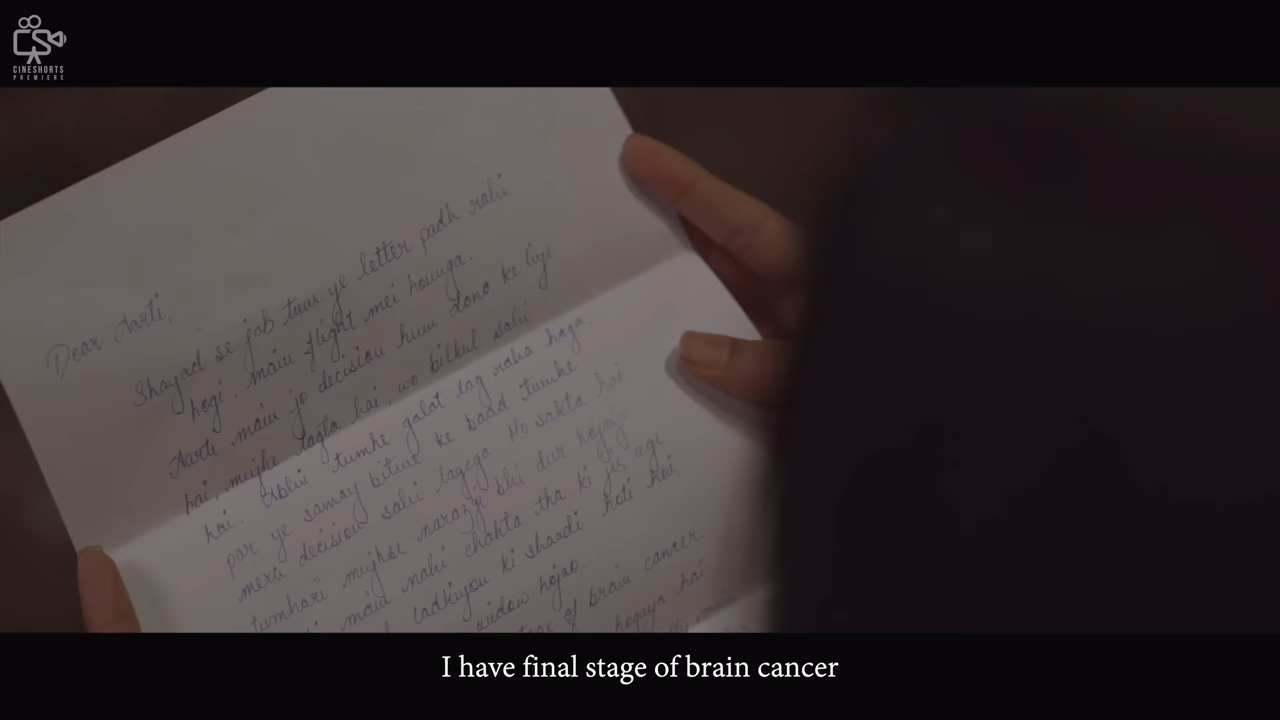 CINESHORTS
PREMIERE
Dear Aarti,
Shayad se jab tum ye letter padh rahi
hogi, main flight mei hounga.
Aarti main jo decision hum dono ke liye
hai, mujhe lagta hai, wo bilkul sahi
hai. Abhi tumhe galat lag raha hoga.
par ye samay bitne ke baad tumhe
mera decision sahi lagega Ho sakta hai
tumhari mujhse narazgi bhi dur hojaye
main nahi chahta tha ki jis age
ladkiyon ki shaadi hoti hai,
widow hojao.
stage of brain cancer
hogaya hai
I have final stage of brain cancer